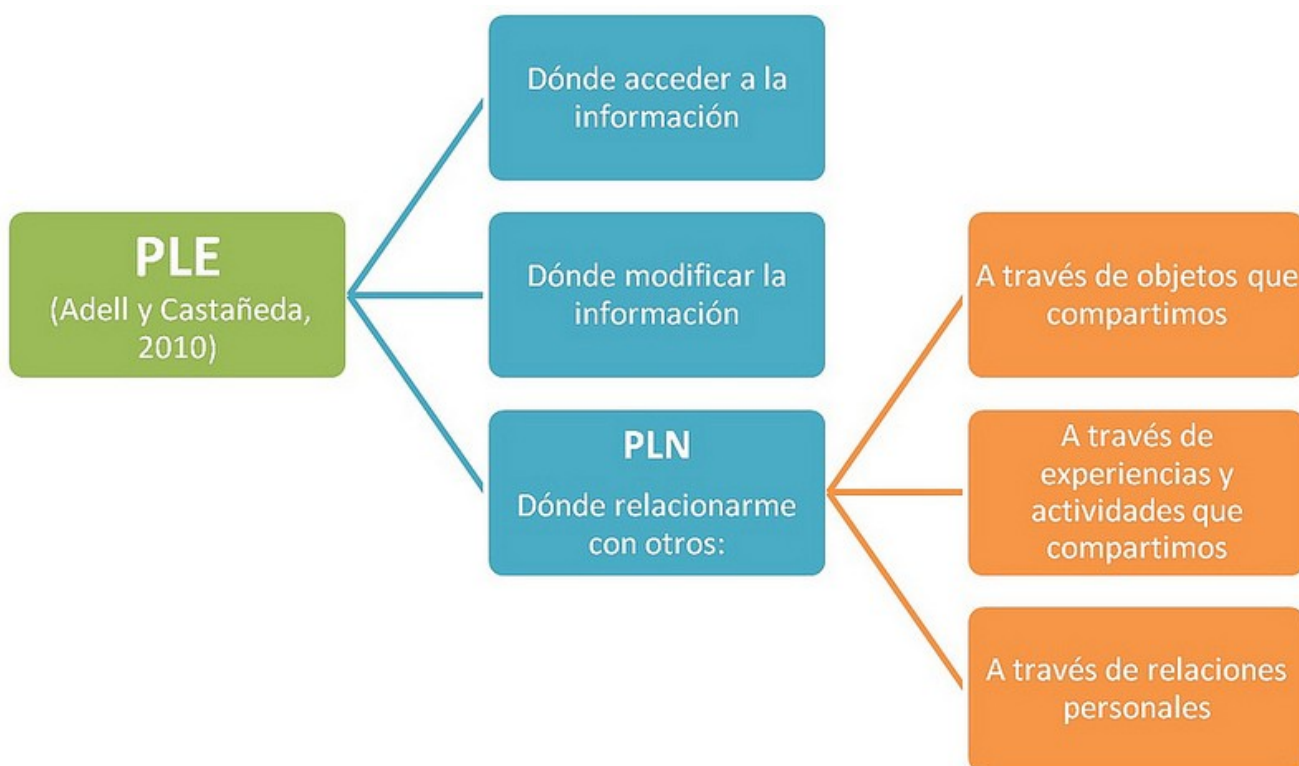 PLE
(Adell y Castañeda,
2010)
Dónde acceder a la
información
Dónde modificar la
información
PLN
Dónde relacionarme
con otros:
A través de objetos que
compartimos
A través de
experiencias y
actividades que
compartimos
A través de relaciones
personales